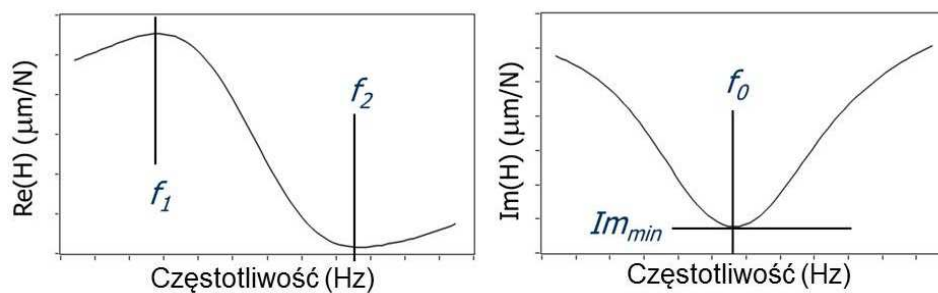 Re(H) (μm/N)
f1
f2
Częstotliwość (Hz)
Im(H) (μm/N)
f0
Immin
Częstotliwość (Hz)